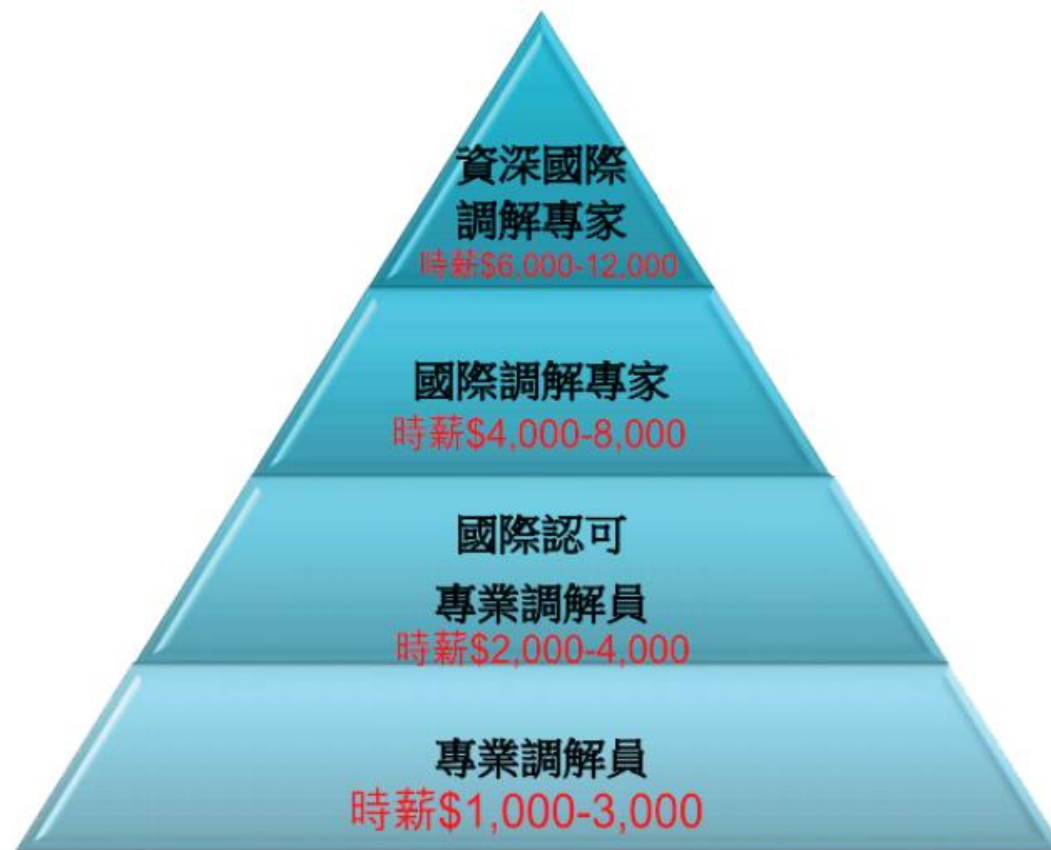 資深國際
調解專家
時薪$6,000-12,000
國際調解專家
時薪$4,000-8,000
國際認可
專業調解員
時薪$2,000-4,000
專業調解員
時薪$1,000-3,000